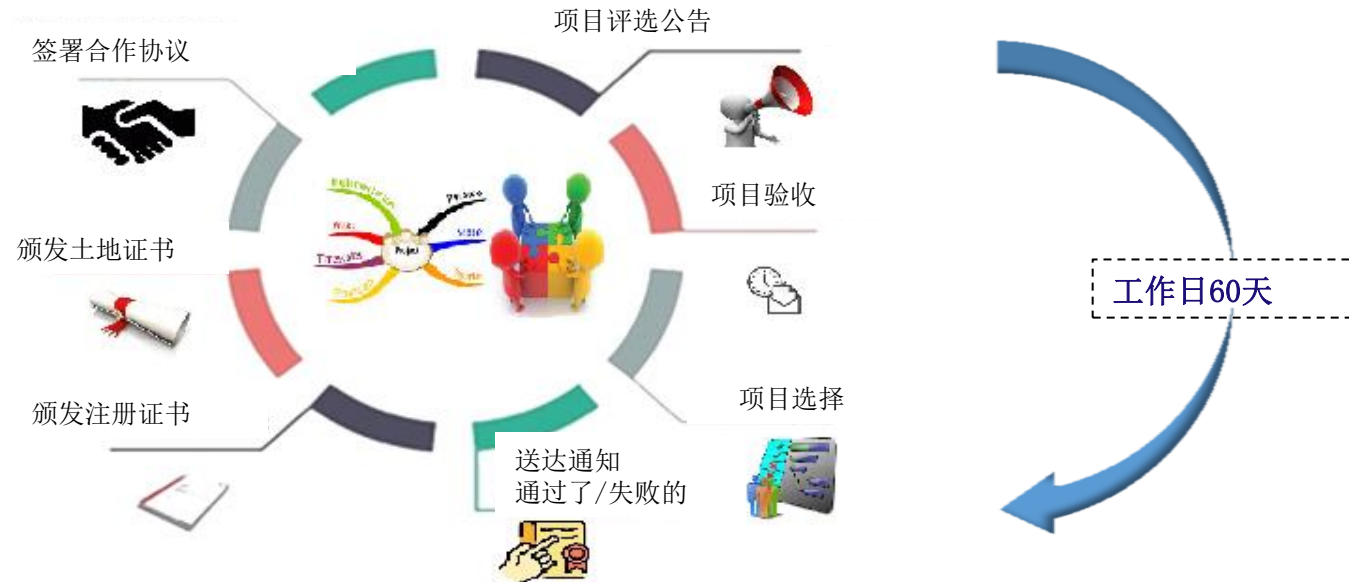 项目评选公告
签署合作协议
项目验收
颁发土地证书
工作日60天
项目选择
颁发注册证书
送达通知
通过了/失败的
Project